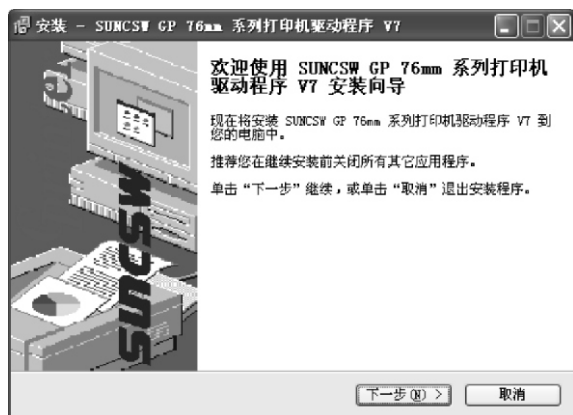 安装 - SUNCSW GP 76mm 系列打印机驱动程序 V7
欢迎使用 SUNCSW GP 76mm 系列打印机
驱动程序 V7 安装向导
现在将安装 SUNCSW GP 76mm 系列打印机驱动程序 V7 到
您的电脑中。
推荐您在继续安装前关闭所有其它应用程序。
单击“下一步”继续，或单击“取消”退出安装程序。
SUNCSW
下一步(N) >
取消